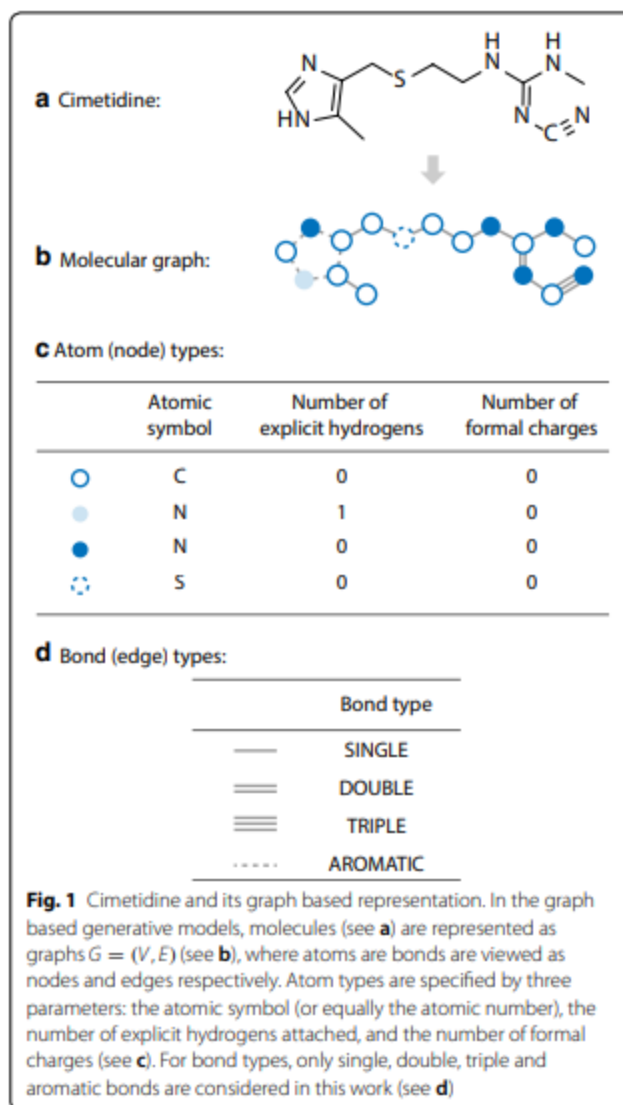 N
S
H
N
H
N
a Cimetidine:
HN
N
C
N
b Molecular graph:
c Atom (node) types:
Atomic symbol
Number of explicit hydrogens
Number of formal charges
C 0 0
N 1 0
N 0 0
S 0 0
d Bond (edge) types:
Bond type
SINGLE
DOUBLE
TRIPLE
AROMATIC
Fig. 1 Cimetidine and its graph based representation. In the graph
based generative models, molecules (see a) are represented as
graphs G = (V, E) (see b), where atoms are bonds are viewed as
nodes and edges respectively. Atom types are specified by three
parameters: the atomic symbol (or equally the atomic number), the
number of explicit hydrogens attached, and the number of formal
charges (see c). For bond types, only single, double, triple and
aromatic bonds are considered in this work (see d)